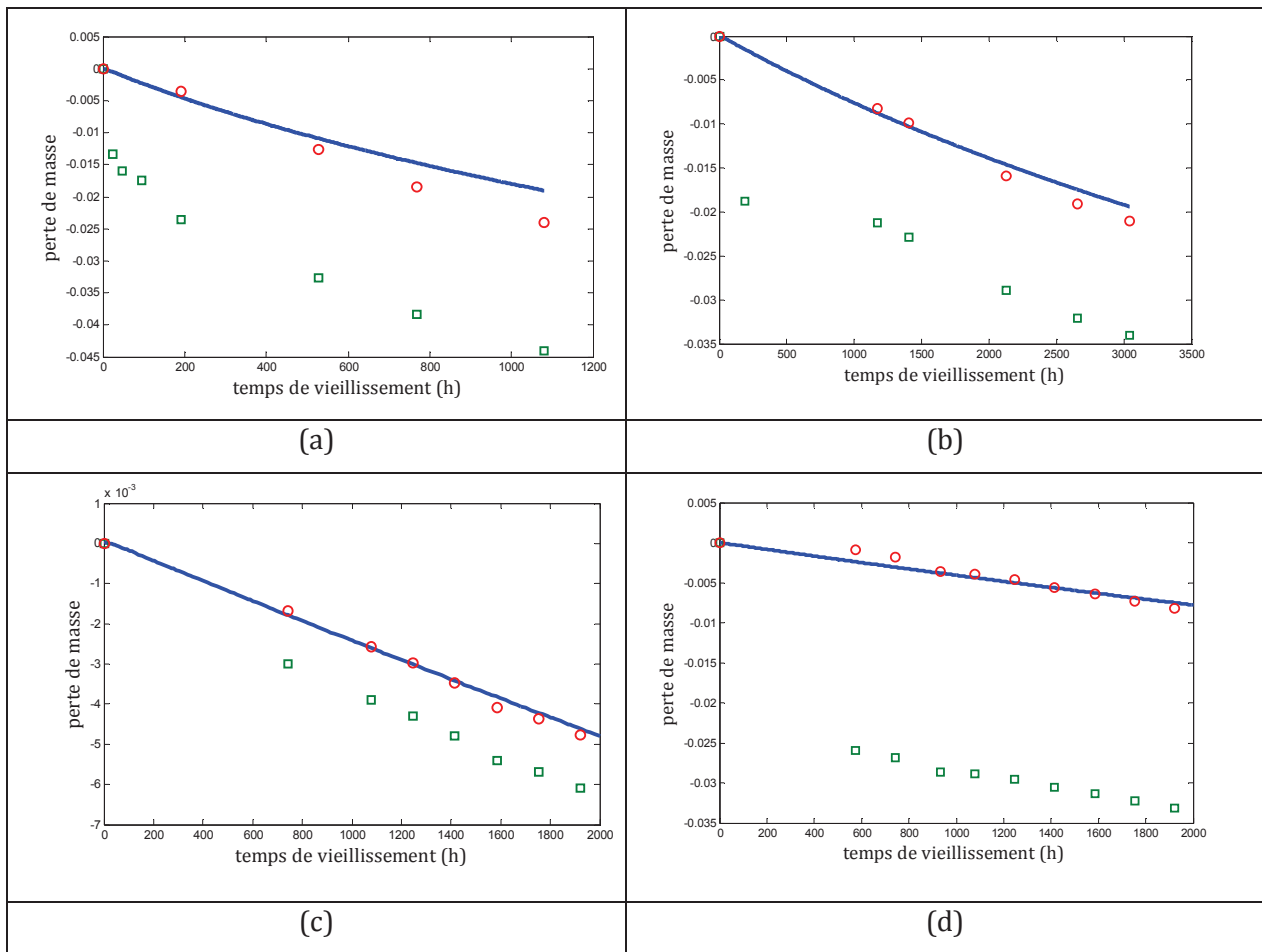 0.005
0
-0.005
-0.01
-0.015
-0.02
-0.025
-0.03
-0.035
-0.04
-0.045
0 200 400 600 800 1000 1200
perte de masse
temps de vieillissement (h)
(a)
0
-0.005
-0.01
-0.015
-0.02
-0.025
-0.03
-0.035
0 500 1000 1500 2000 2500 3000 3500
perte de masse
temps de vieillissement (h)
(b)
x 10-3
1
0
-1
-2
-3
-4
-5
-6
-7
0 200 400 600 800 1000 1200 1400 1600 1800 2000
perte de masse
temps de vieillissement (h)
(c)
0.005
0
-0.005
-0.01
-0.015
-0.02
-0.025
-0.03
-0.035
0 200 400 600 800 1000 1200 1400 1600 1800 2000
perte de masse
temps de vieillissement (h)
(d)